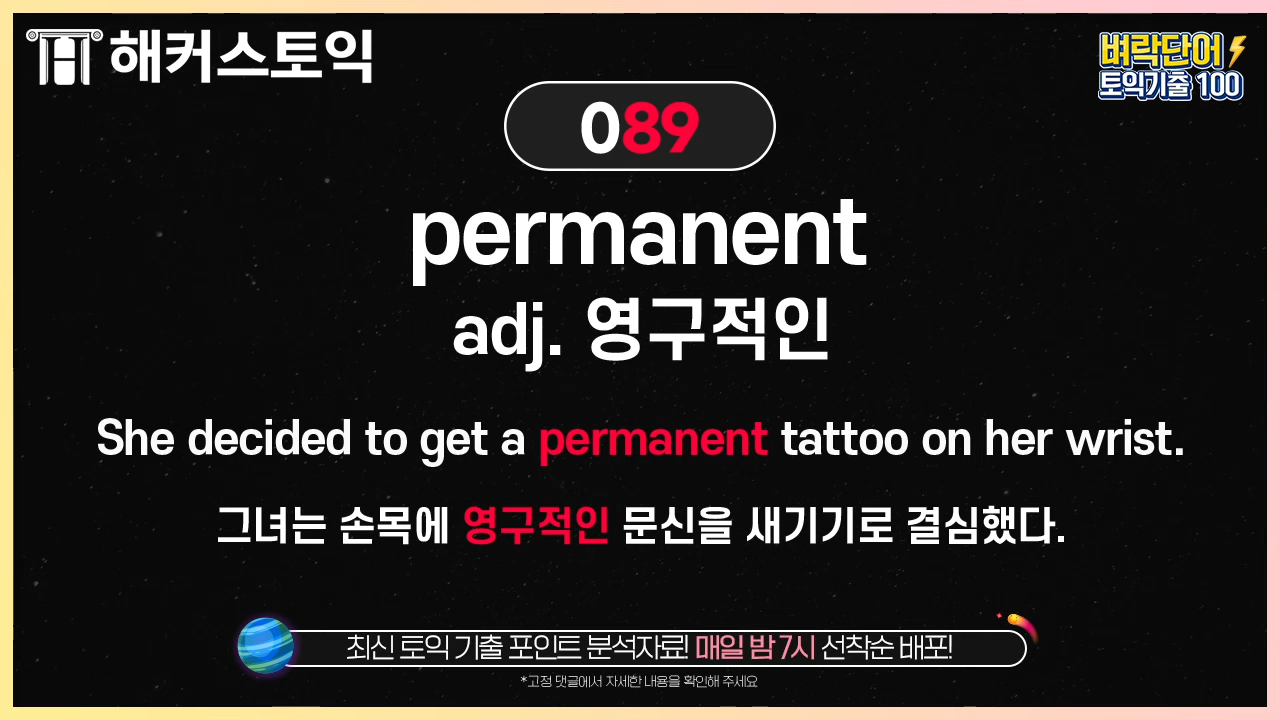 해커스토익
벼락단어
토익기출 100
089
permanent
adj. 영구적인
She decided to get a permanent tattoo on her wrist.
그녀는 손목에 영구적인 문신을 새기기로 결심했다.
최신 토익 기출 포인트 분석자료! 매일 밤 7시 선착순 배포!
*고정 댓글에서 자세한 내용을 확인해 주세요